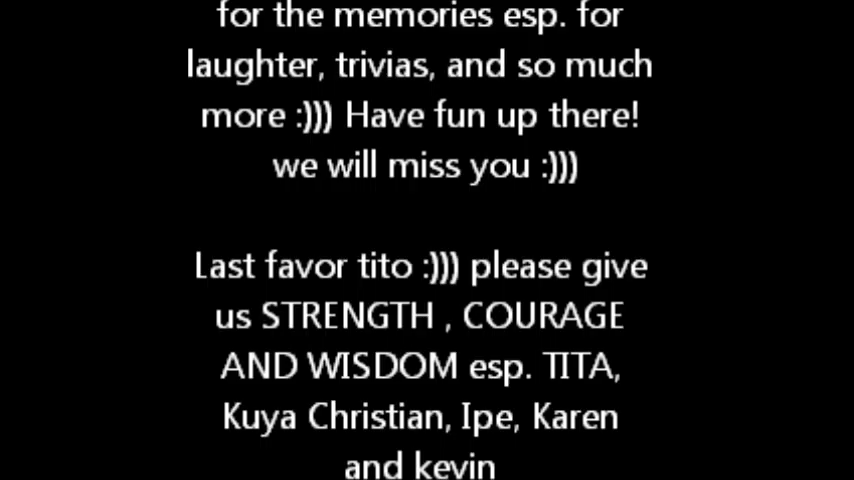 for the memories esp. for
laughter, trivias, and so much
more :))) Have fun up there!
we will miss you :)))
Last favor tito :))) please give
us STRENGTH , COURAGE
AND WISDOM esp. TITA,
Kuya Christian, Ipe, Karen
and kevin